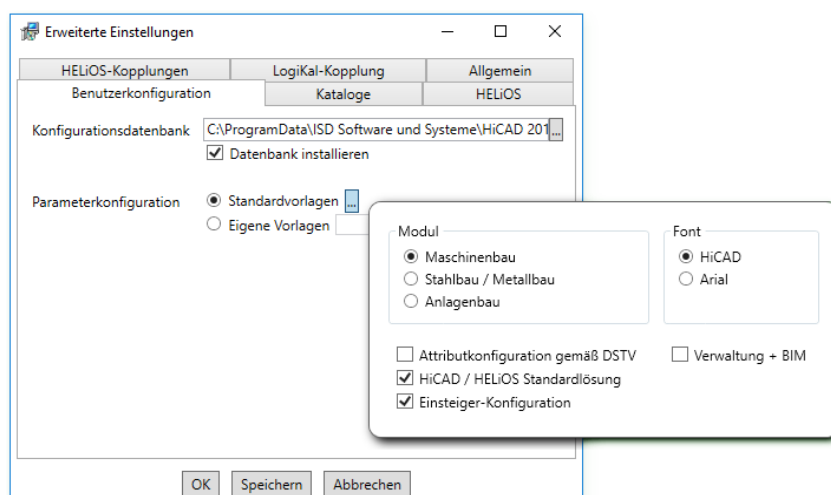 Erweiterte Einstellungen
HELiOS-Kopplungen LogiKal-Kopplung Allgemein
Benutzerkonfiguration Kataloge HELiOS
Konfigurationsdatenbank C:\ProgramData\ISD Software und Systeme\HiCAD 201 ...
Datenbank installieren
Parameterkonfiguration Standardvorlagen ...
Eigene Vorlagen
Modul Font
Maschinenbau HiCAD
Stahlbau / Metallbau Arial
Anlagenbau
Attributkonfiguration gemäß DSTV Verwaltung + BIM
HiCAD / HELiOS Standardlösung
Einsteiger-Konfiguration
OK Speichern Abbrechen